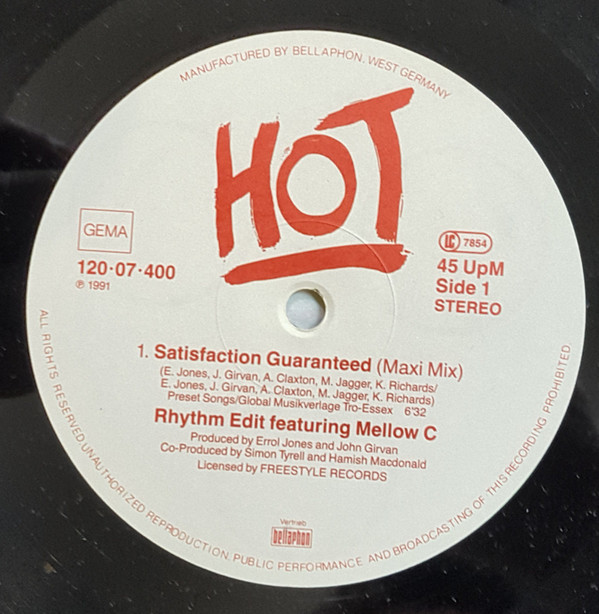 MANUFACTURED BY BELLAPHON, WEST GERMANY
HOT
GEMA
120·07·400
℗ 1991
LC 7854
45 UpM
Side 1
STEREO
1. Satisfaction Guaranteed (Maxi Mix)
(E. Jones, J. Girvan, A. Claxton, M. Jagger, K. Richards/
E. Jones, J. Girvan, A. Claxton, M. Jagger, K. Richards)
Preset Songs/Global Musikverlage Tro-Essex 6'32
Rhythm Edit featuring Mellow C
Produced by Errol Jones and John Girvan
Co-Produced by Simon Tyrell and Hamish Macdonald
Licensed by FREESTYLE RECORDS
Vertrieb
bellaphon
ALL RIGHTS RESERVED UNAUTHORIZED REPRODUCTION, PUBLIC PERFORMANCE AND BROADCASTING OF THIS RECORDING PROHIBITED.